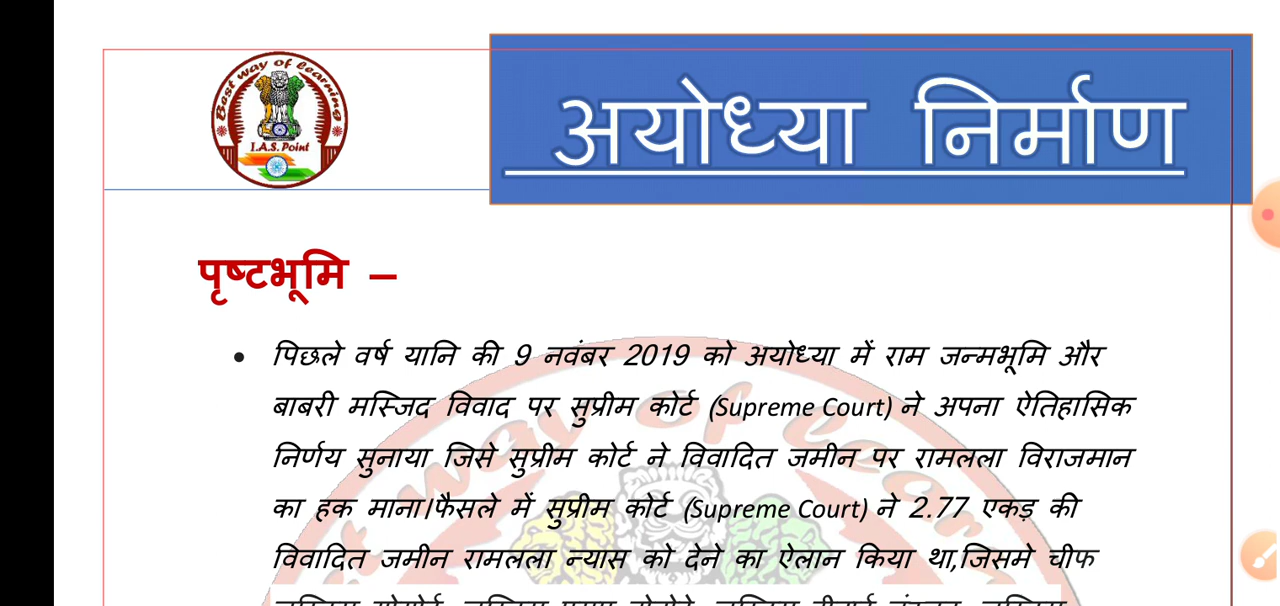 Best way of learning
I.A.S. Point
अयोध्या निर्माण
पृष्टभूमि –
• पिछले वर्ष यानि की 9 नवंबर 2019 को अयोध्या में राम जन्मभूमि और
बाबरी मस्जिद विवाद पर सुप्रीम कोर्ट (Supreme Court) ने अपना ऐतिहासिक
निर्णय सुनाया जिसे सुप्रीम कोर्ट ने विवादित जमीन पर रामलला विराजमान
का हक माना।फैसले में सुप्रीम कोर्ट (Supreme Court) ने 2.77 एकड़ की
विवादित जमीन रामलला न्यास को देने का ऐलान किया था,जिसमे चीफ